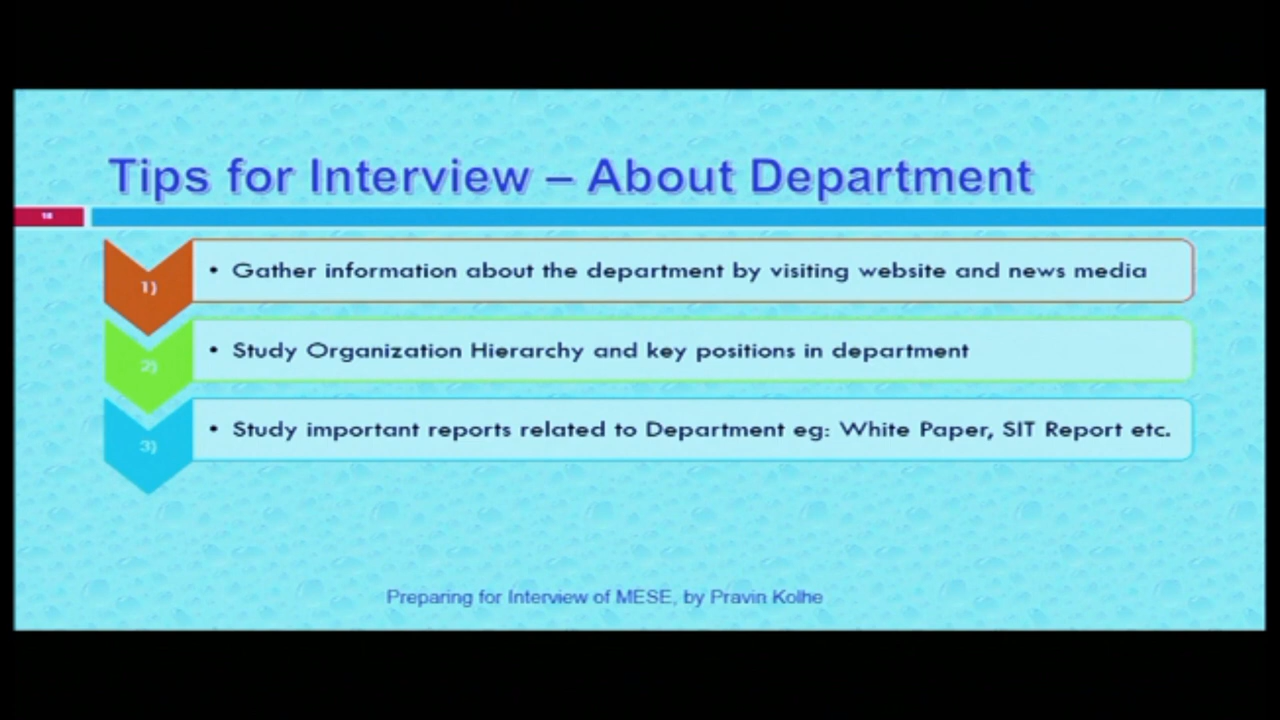 Tips for Interview – About Department
18
1)
• Gather information about the department by visiting website and news media
2)
• Study Organization Hierarchy and key positions in department
3)
• Study important reports related to Department eg: White Paper, SIT Report etc.
Preparing for Interview of MESE, by Pravin Kolhe